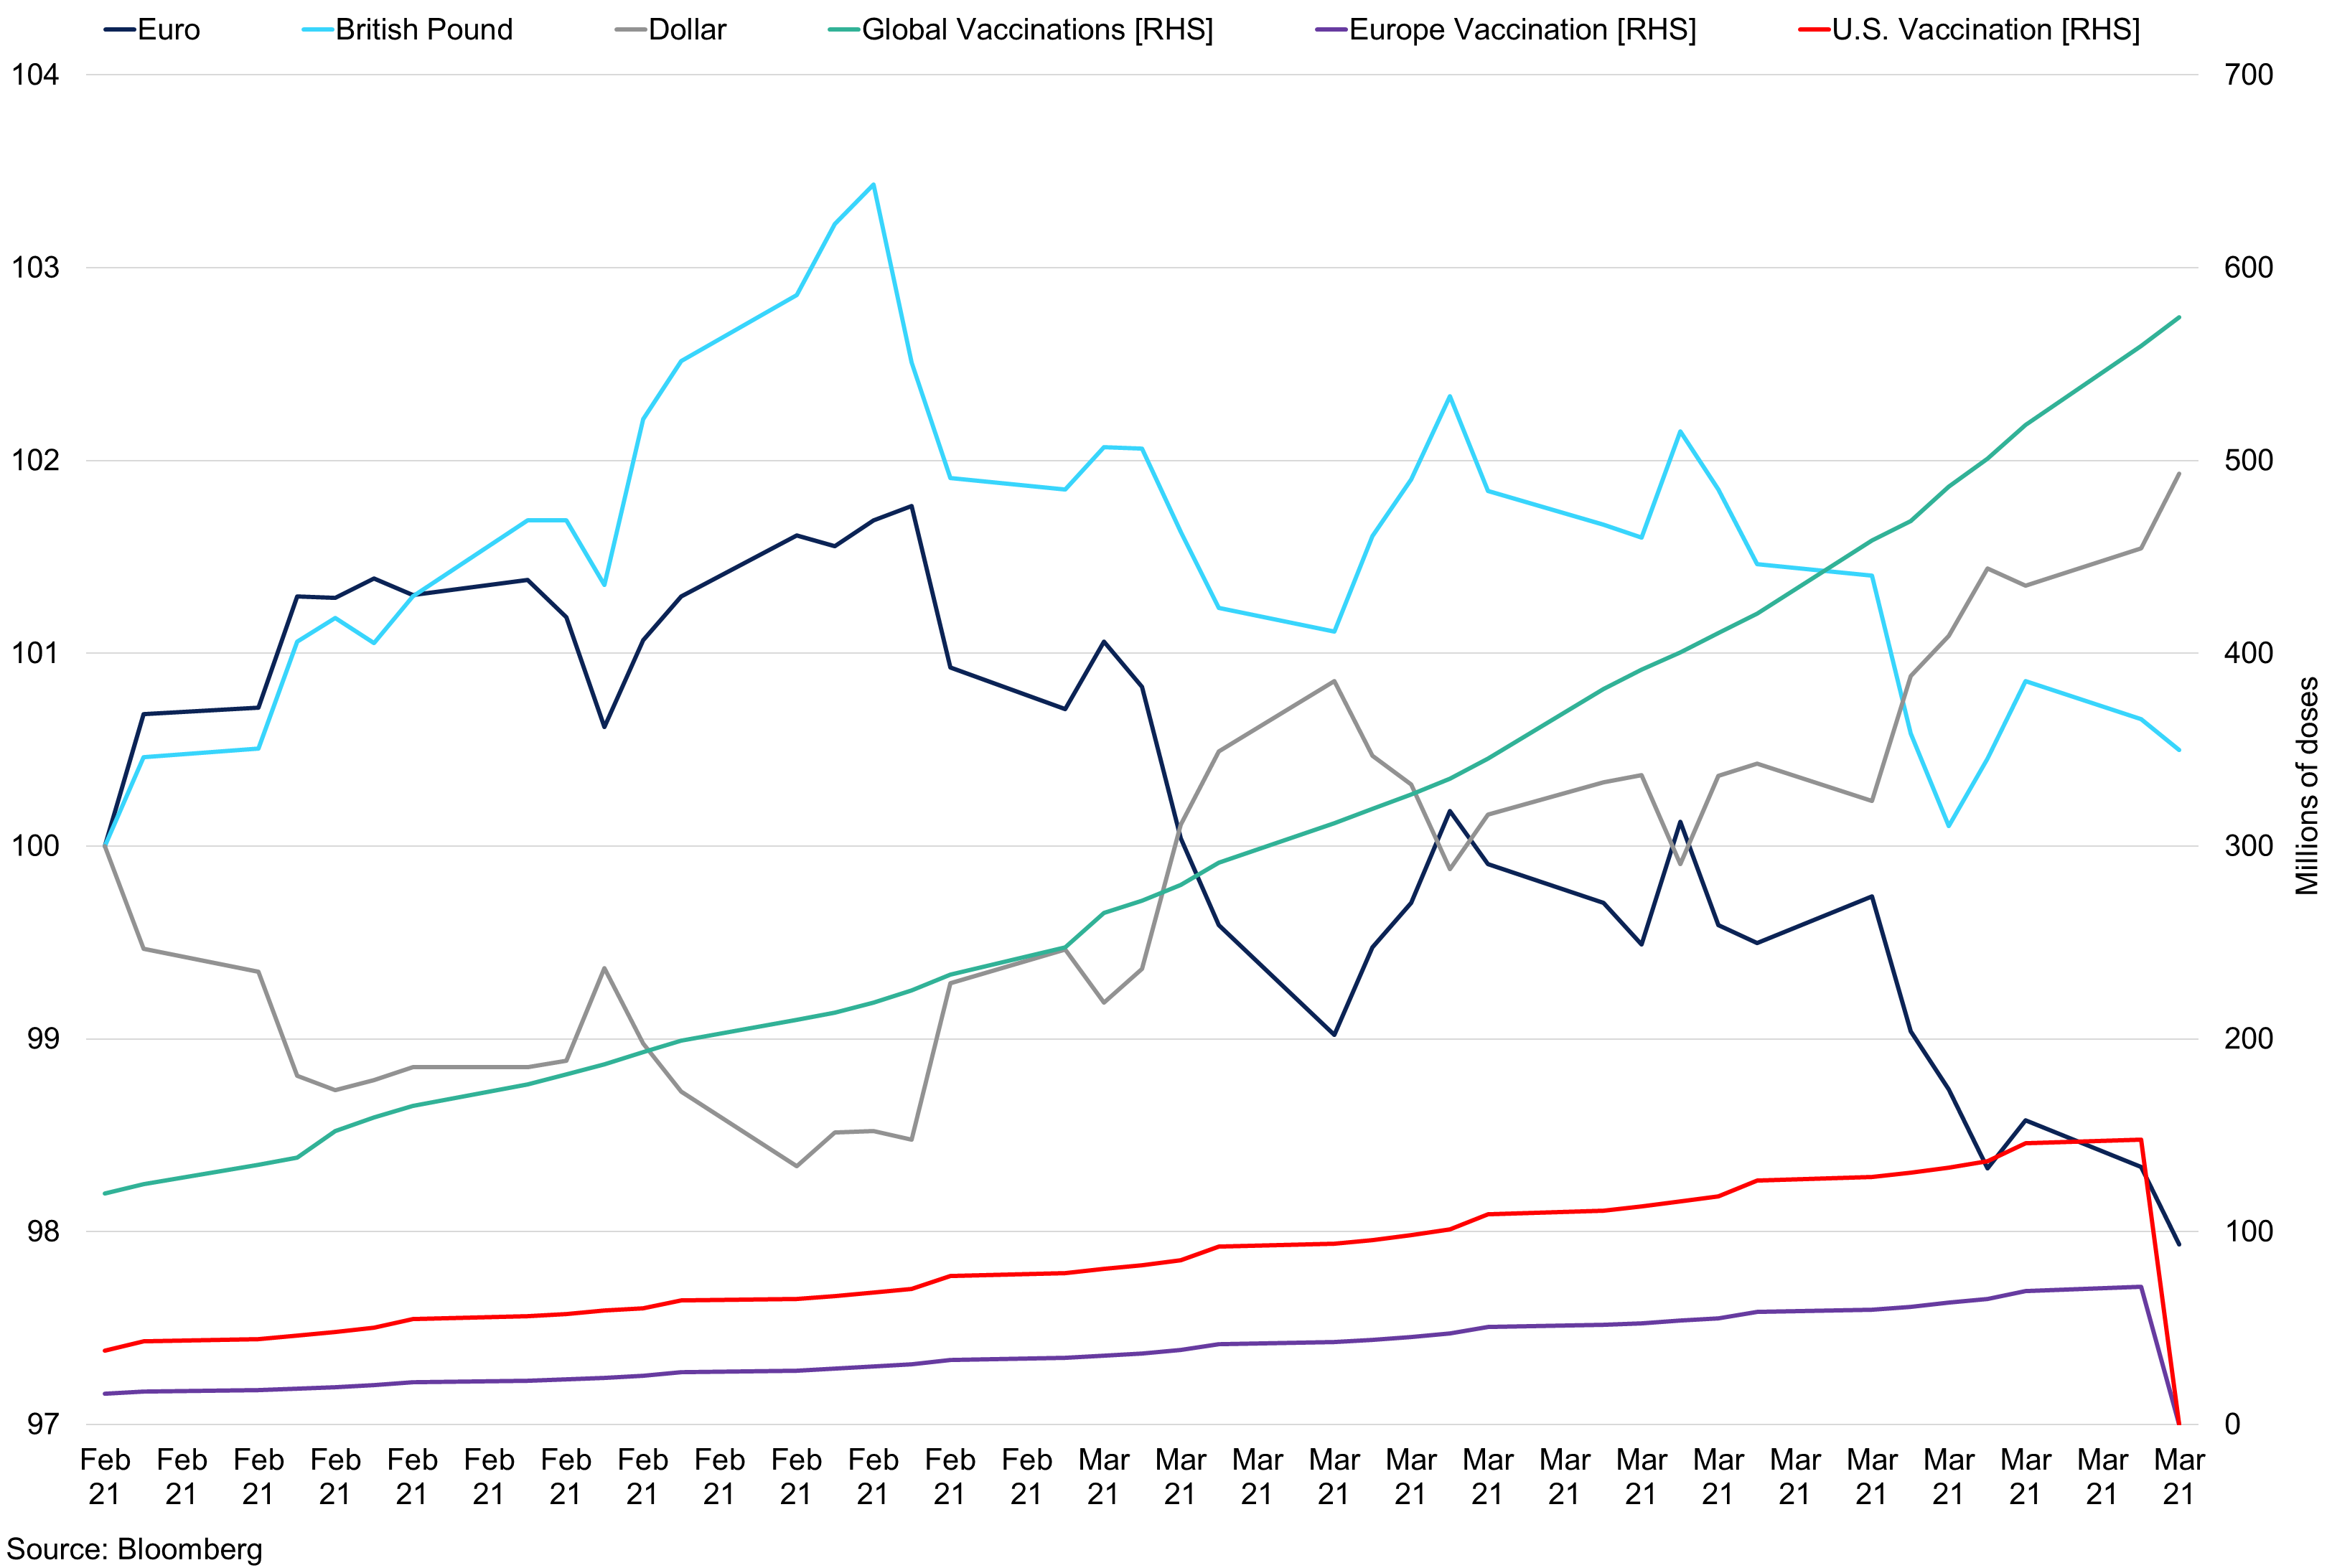 Euro British Pound Dollar Global Vaccinations [RHS] Europe Vaccination [RHS] U.S. Vaccination [RHS]
104 700
103 600
102 500
101 400
100 300
99 200
98 100
97 0
Millions of doses
Feb Feb Feb Feb Feb Feb Feb Feb Feb Feb Feb Feb Feb Mar Mar Mar Mar Mar Mar Mar Mar Mar Mar Mar Mar Mar Mar Mar
21 21 21 21 21 21 21 21 21 21 21 21 21 21 21 21 21 21 21 21 21 21 21 21 21 21 21 21
Source: Bloomberg